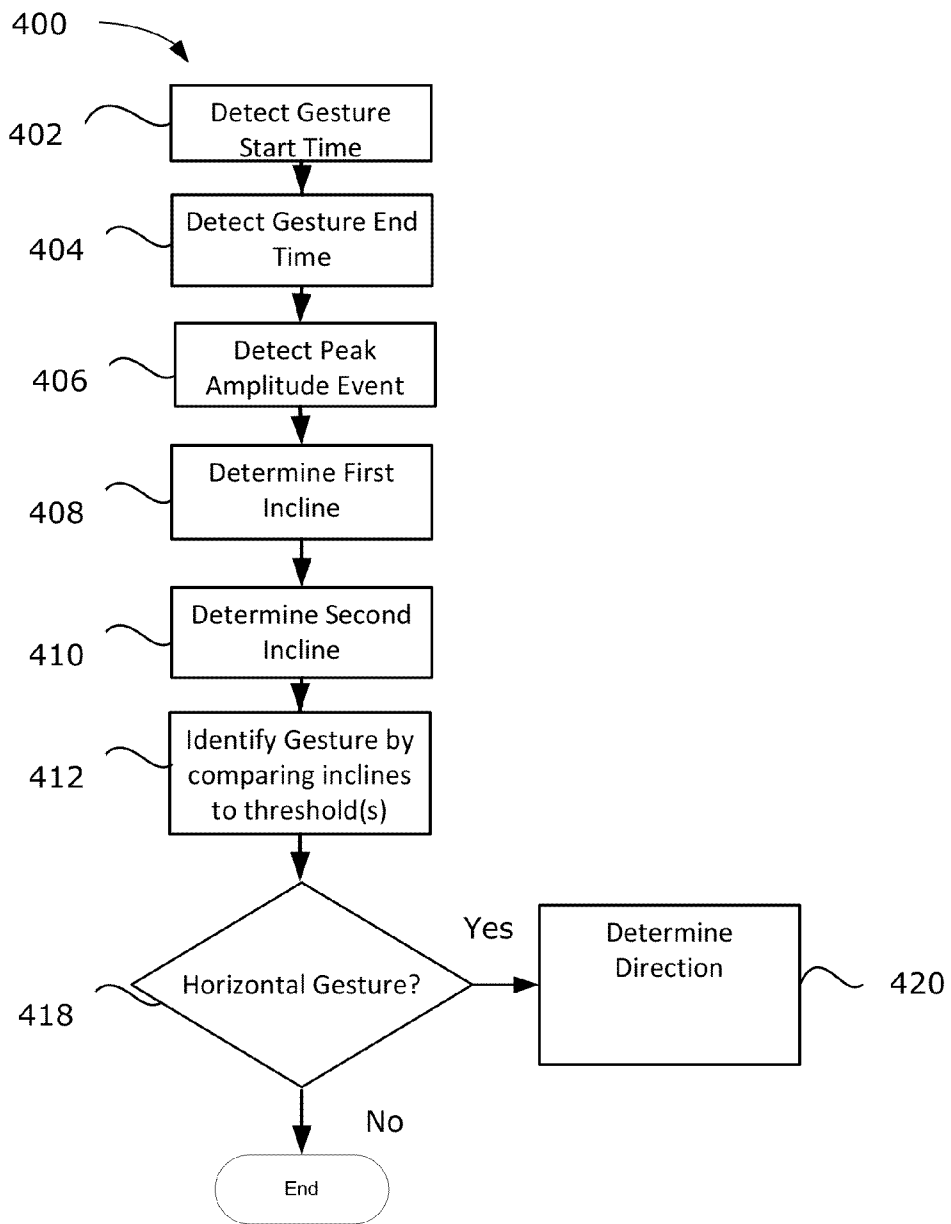 400
402
Detect Gesture
Start Time
404
Detect Gesture End
Time
406
Detect Peak
Amplitude Event
408
Determine First
Incline
410
Determine Second
Incline
412
Identify Gesture by
comparing inclines
to threshold(s)
418
Horizontal Gesture?
Yes
Determine
Direction
420
No
End